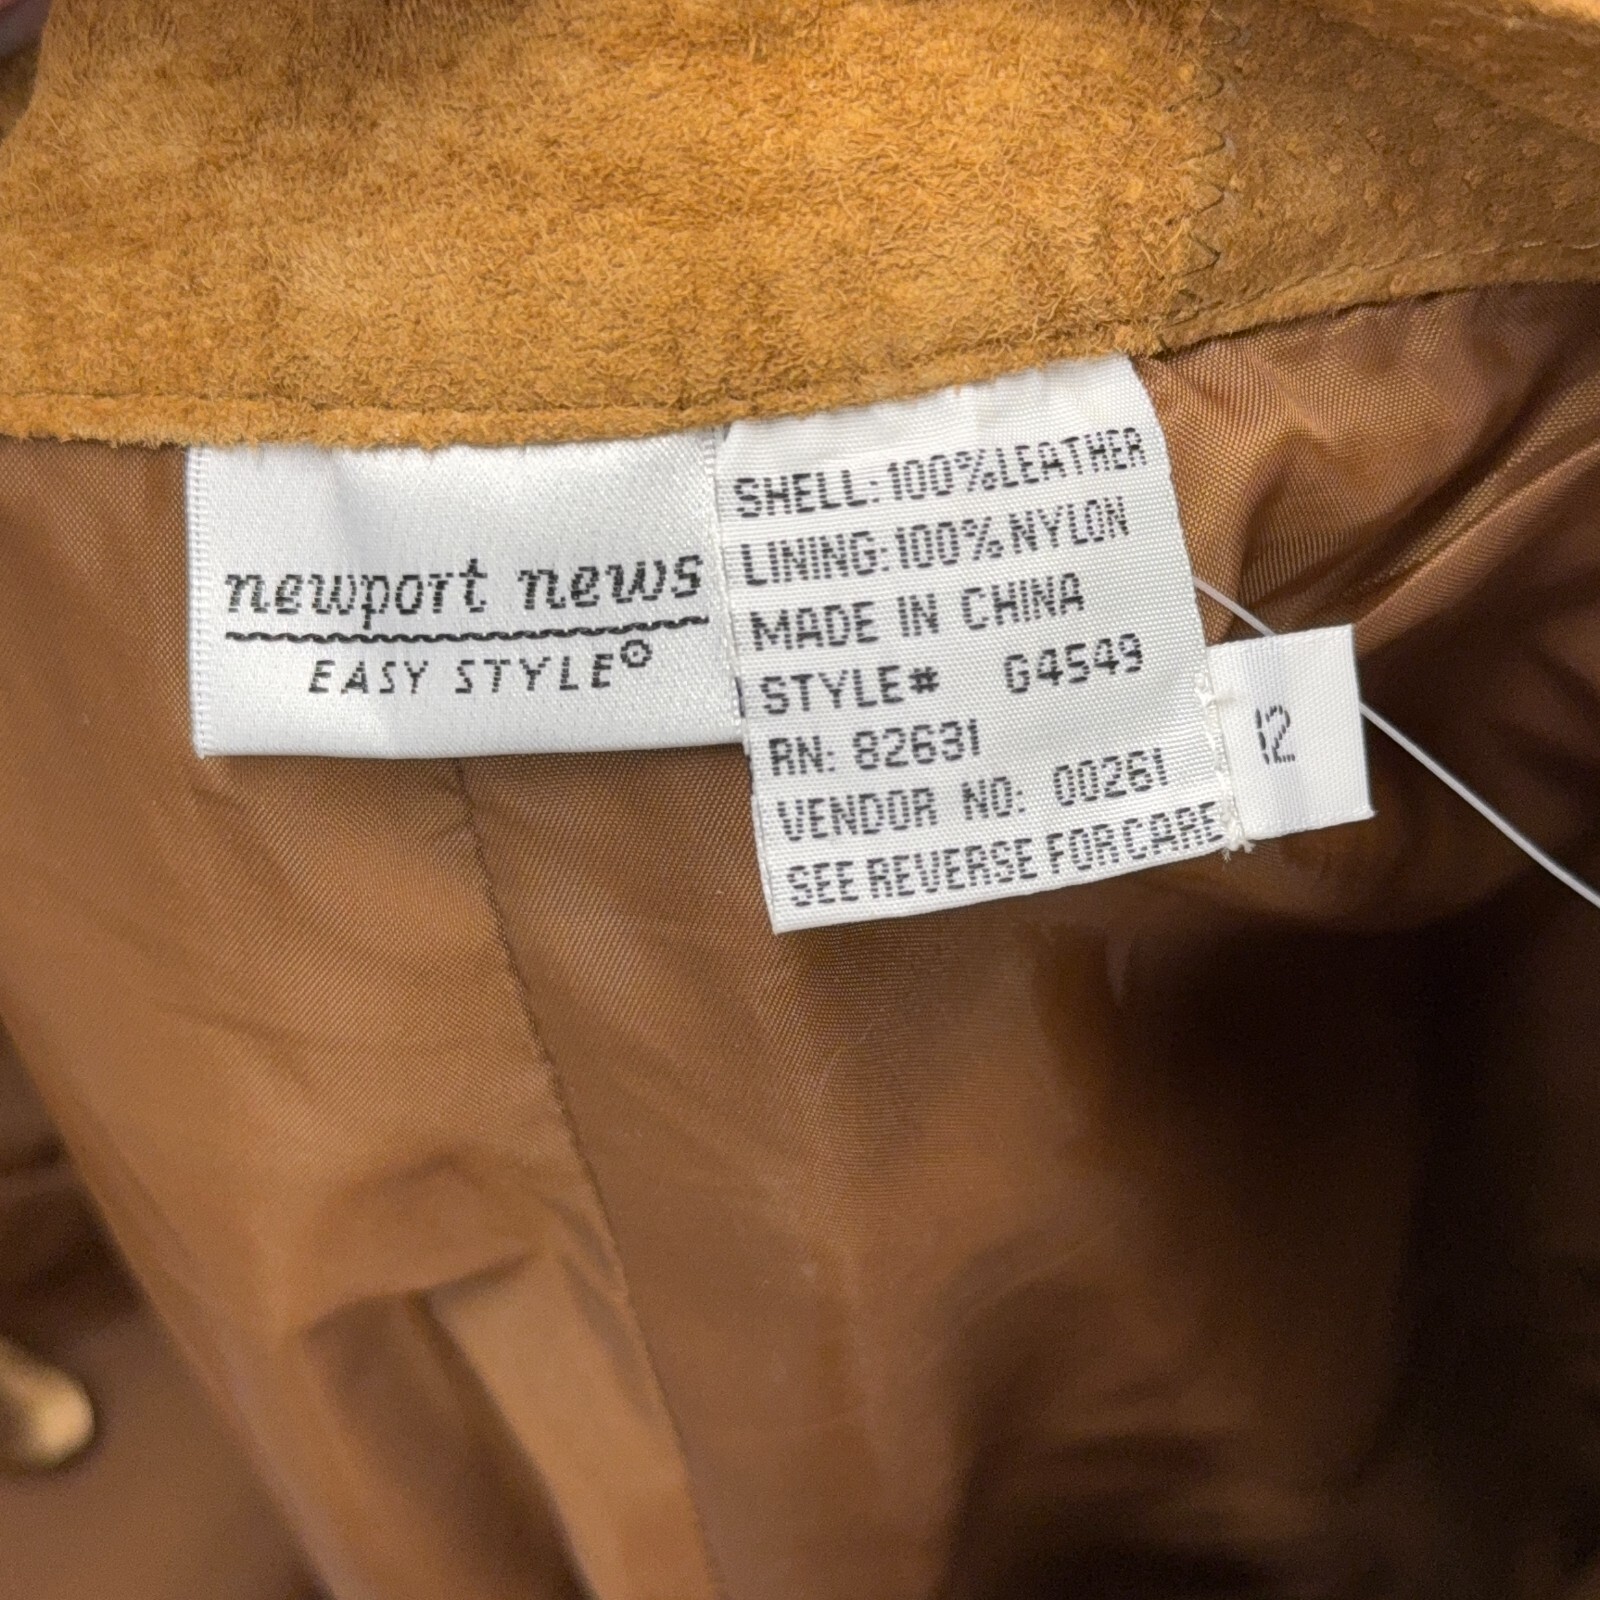 newport news
EASY STYLE®
SHELL: 100% LEATHER
LINING: 100% NYLON
MADE IN CHINA
STYLE# G4549
RN: 82631
VENDOR NO: 00261
SEE REVERSE FOR CARE
12